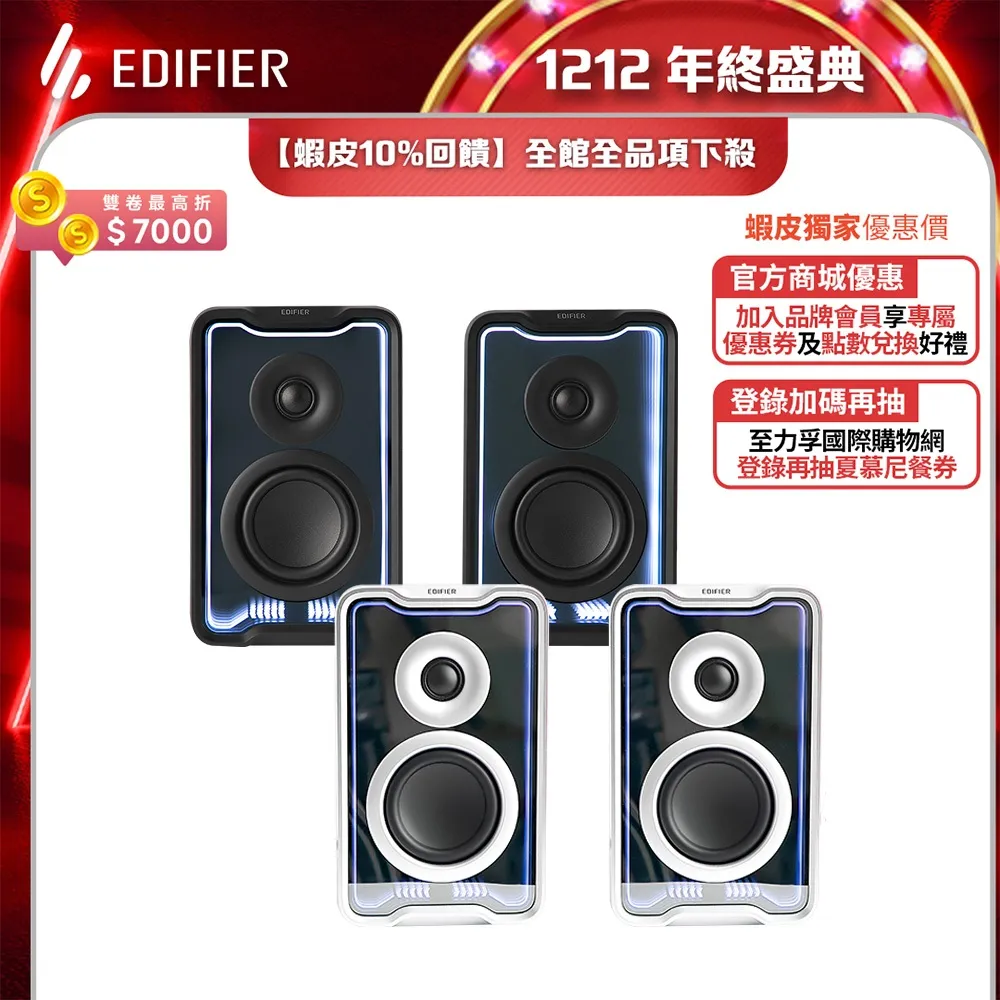 EDIFIER
1212 年終盛典
【蝦皮10%回饋】全館全品項下殺
雙卷最高折
$7000
蝦皮獨家優惠價
官方商城優惠
加入品牌會員享專屬
優惠券及點數兌換好禮
登錄加碼再抽
至力孚國際購物網
登錄再抽夏慕尼餐券
EDIFIER
EDIFIER
EDIFIER
EDIFIER